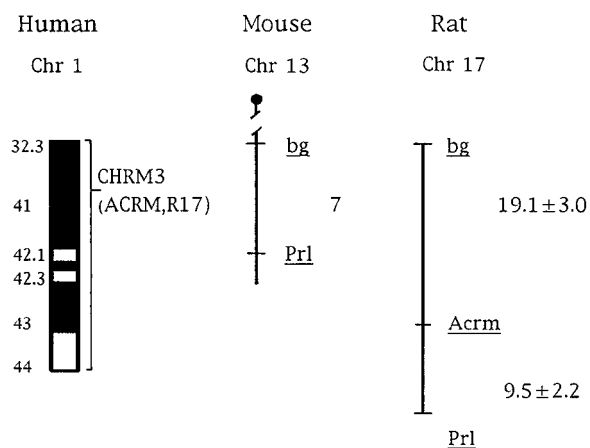 Human Mouse Rat
Chr 1 Chr 13 Chr 17
32.3 bg bg
CHRM3
(ACRM,R17)
41 7 19.1±3.0
42.1 Prl
42.3
43 Acrm
44
9.5±2.2
Prl